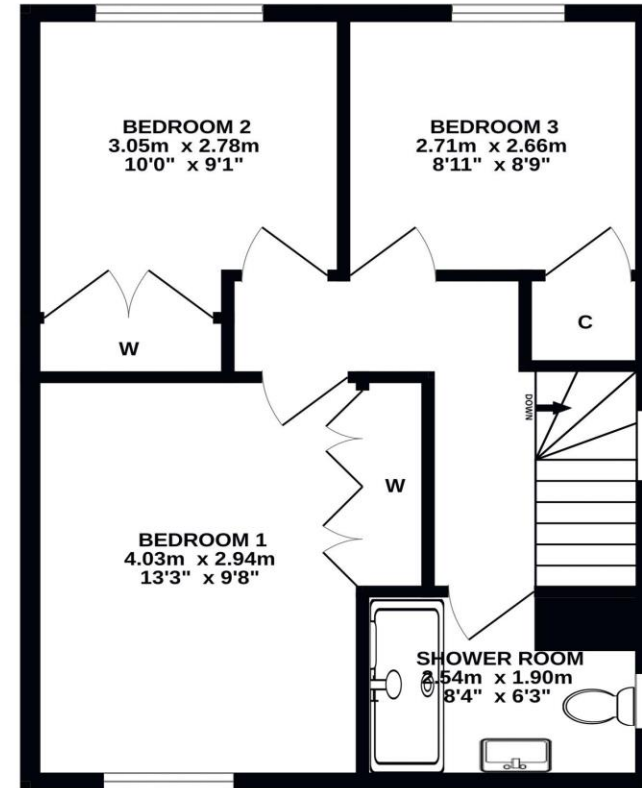 BEDROOM 2
3.05m x 2.78m
10'0" x 9'1"
BEDROOM 3
2.71m x 2.66m
8'11" x 8'9"
W
C
DOWN
W
BEDROOM 1
4.03m x 2.94m
13'3" x 9'8"
SHOWER ROOM
2.54m x 1.90m
8'4" x 6'3"